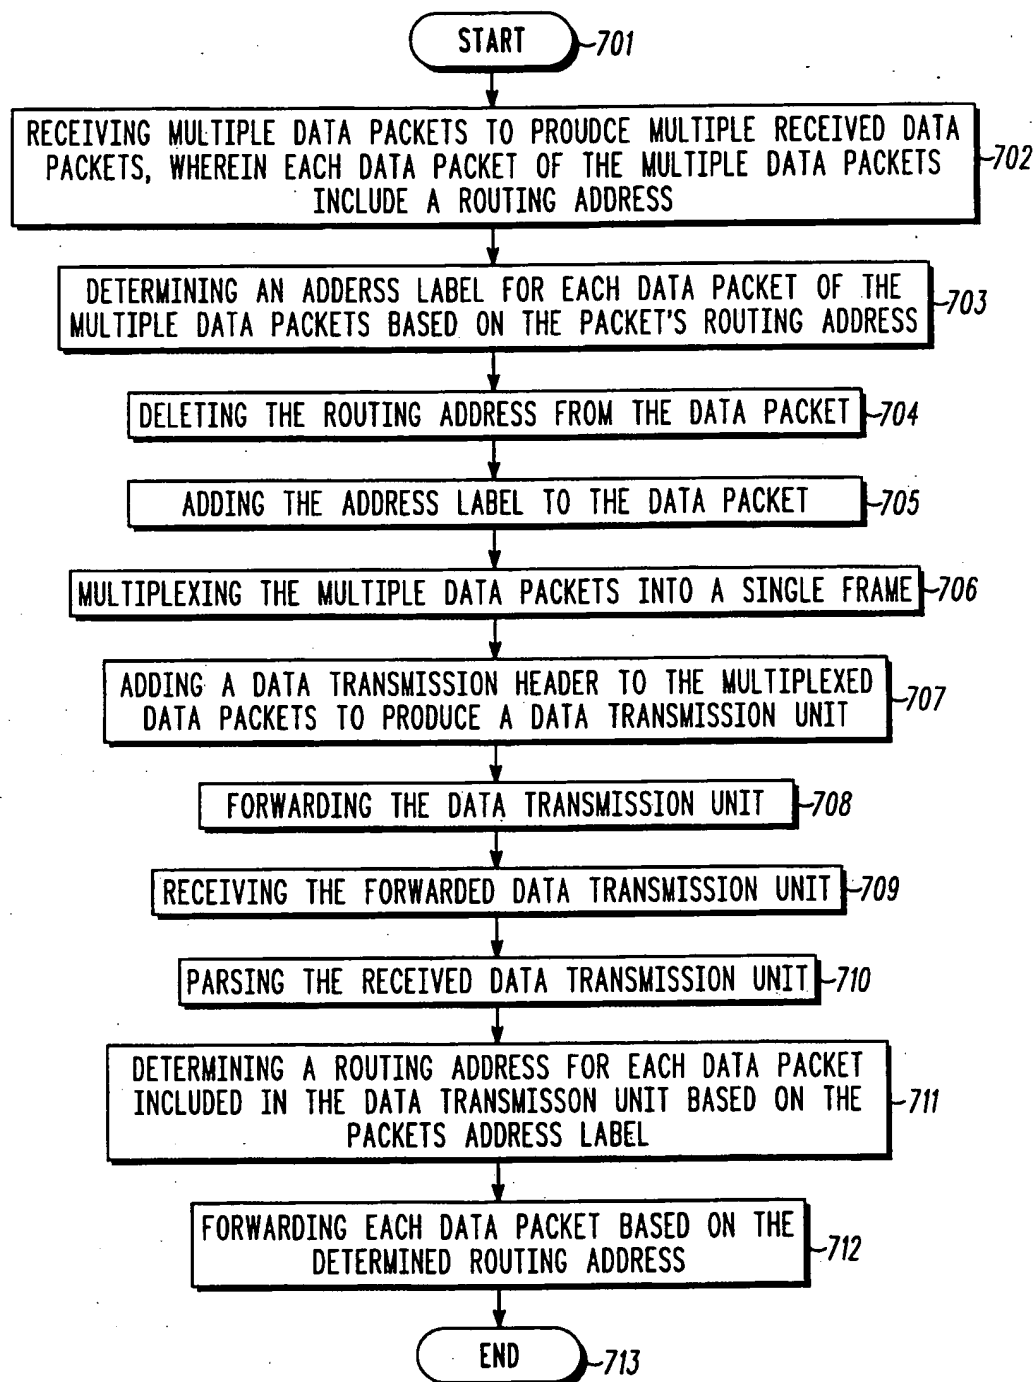 START
701
RECEIVING MULTIPLE DATA PACKETS TO PROUDCE MULTIPLE RECEIVED DATA
PACKETS, WHEREIN EACH DATA PACKET OF THE MULTIPLE DATA PACKETS
INCLUDE A ROUTING ADDRESS
702
DETERMINING AN ADDERSS LABEL FOR EACH DATA PACKET OF THE
MULTIPLE DATA PACKETS BASED ON THE PACKET'S ROUTING ADDRESS
703
DELETING THE ROUTING ADDRESS FROM THE DATA PACKET
704
ADDING THE ADDRESS LABEL TO THE DATA PACKET
705
MULTIPLEXING THE MULTIPLE DATA PACKETS INTO A SINGLE FRAME
706
ADDING A DATA TRANSMISSION HEADER TO THE MULTIPLEXED
DATA PACKETS TO PRODUCE A DATA TRANSMISSION UNIT
707
FORWARDING THE DATA TRANSMISSION UNIT
708
RECEIVING THE FORWARDED DATA TRANSMISSION UNIT
709
PARSING THE RECEIVED DATA TRANSMISSION UNIT
710
DETERMINING A ROUTING ADDRESS FOR EACH DATA PACKET
INCLUDED IN THE DATA TRANSMISSON UNIT BASED ON THE
PACKETS ADDRESS LABEL
711
FORWARDING EACH DATA PACKET BASED ON THE
DETERMINED ROUTING ADDRESS
712
END
713